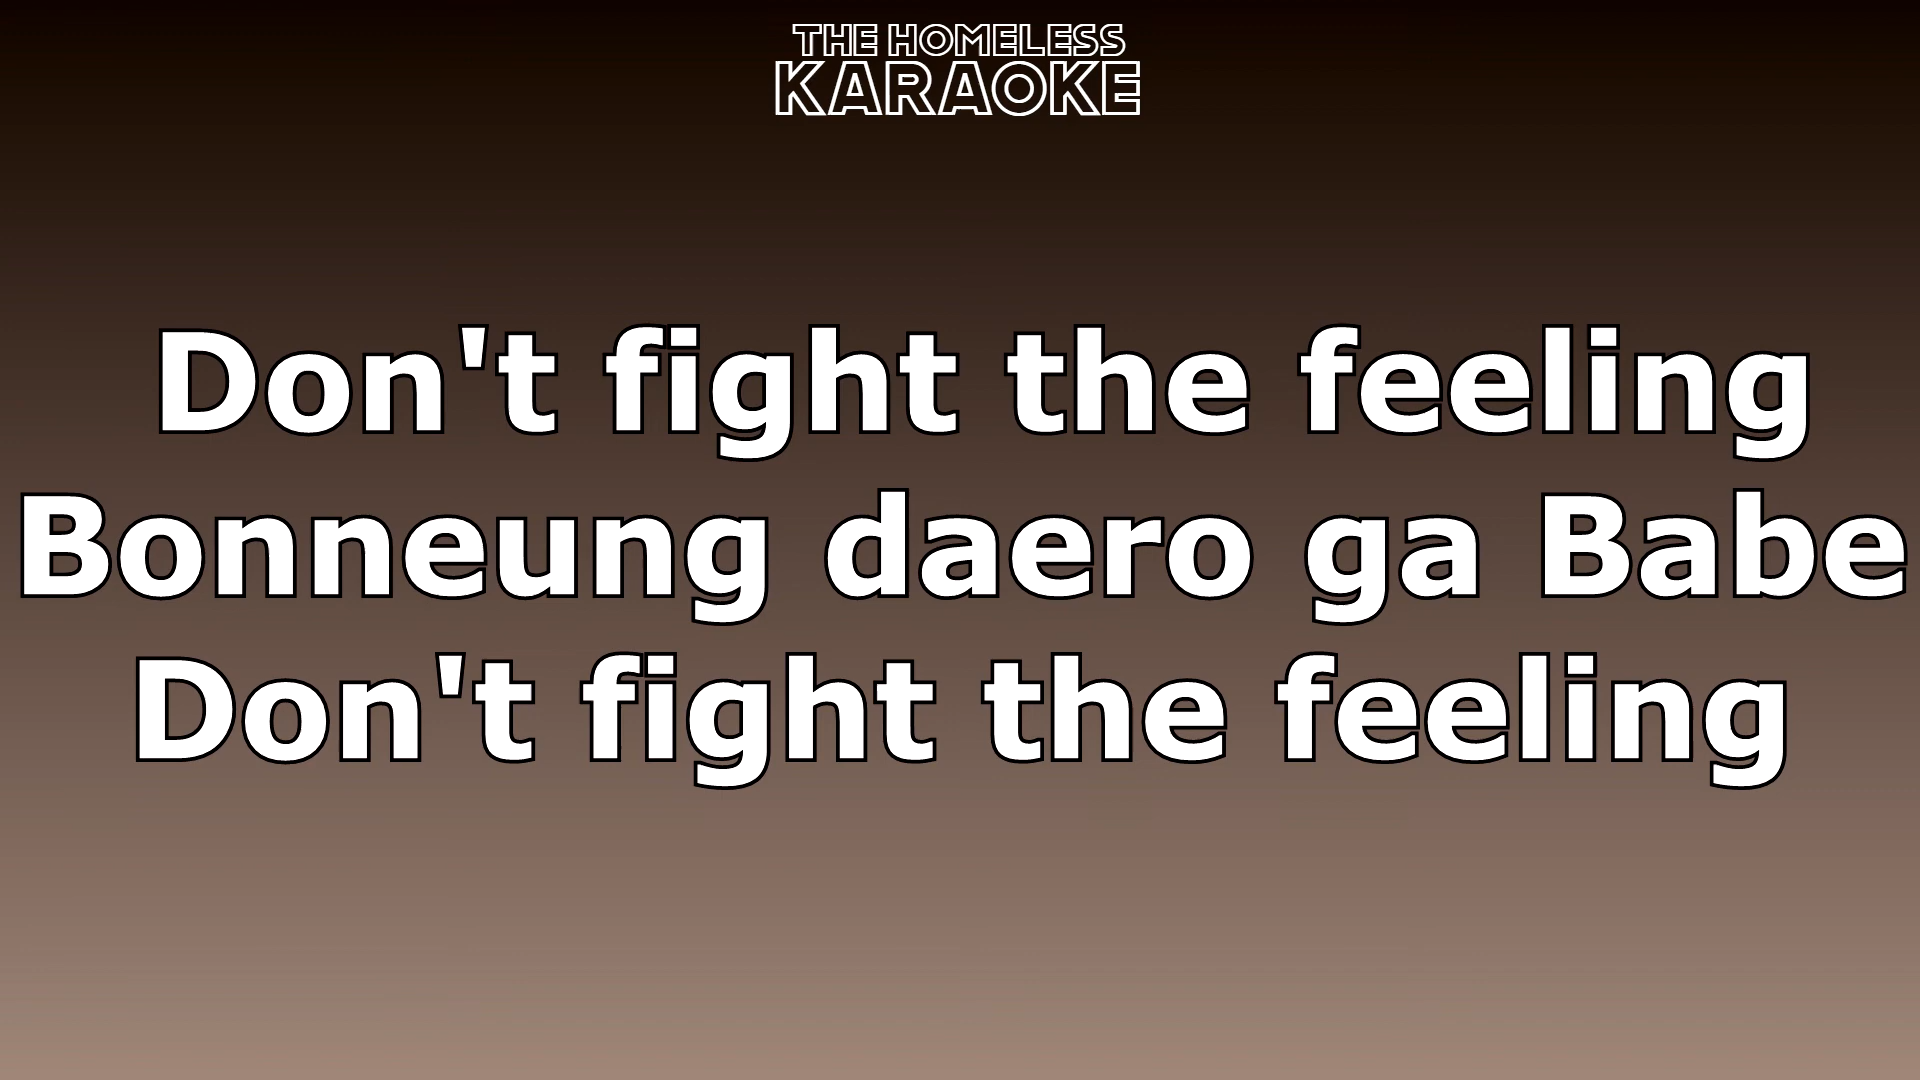 THE HOMELESS
KARAOKE
Don't fight the feeling
Bonneung daero ga Babe
Don't fight the feeling